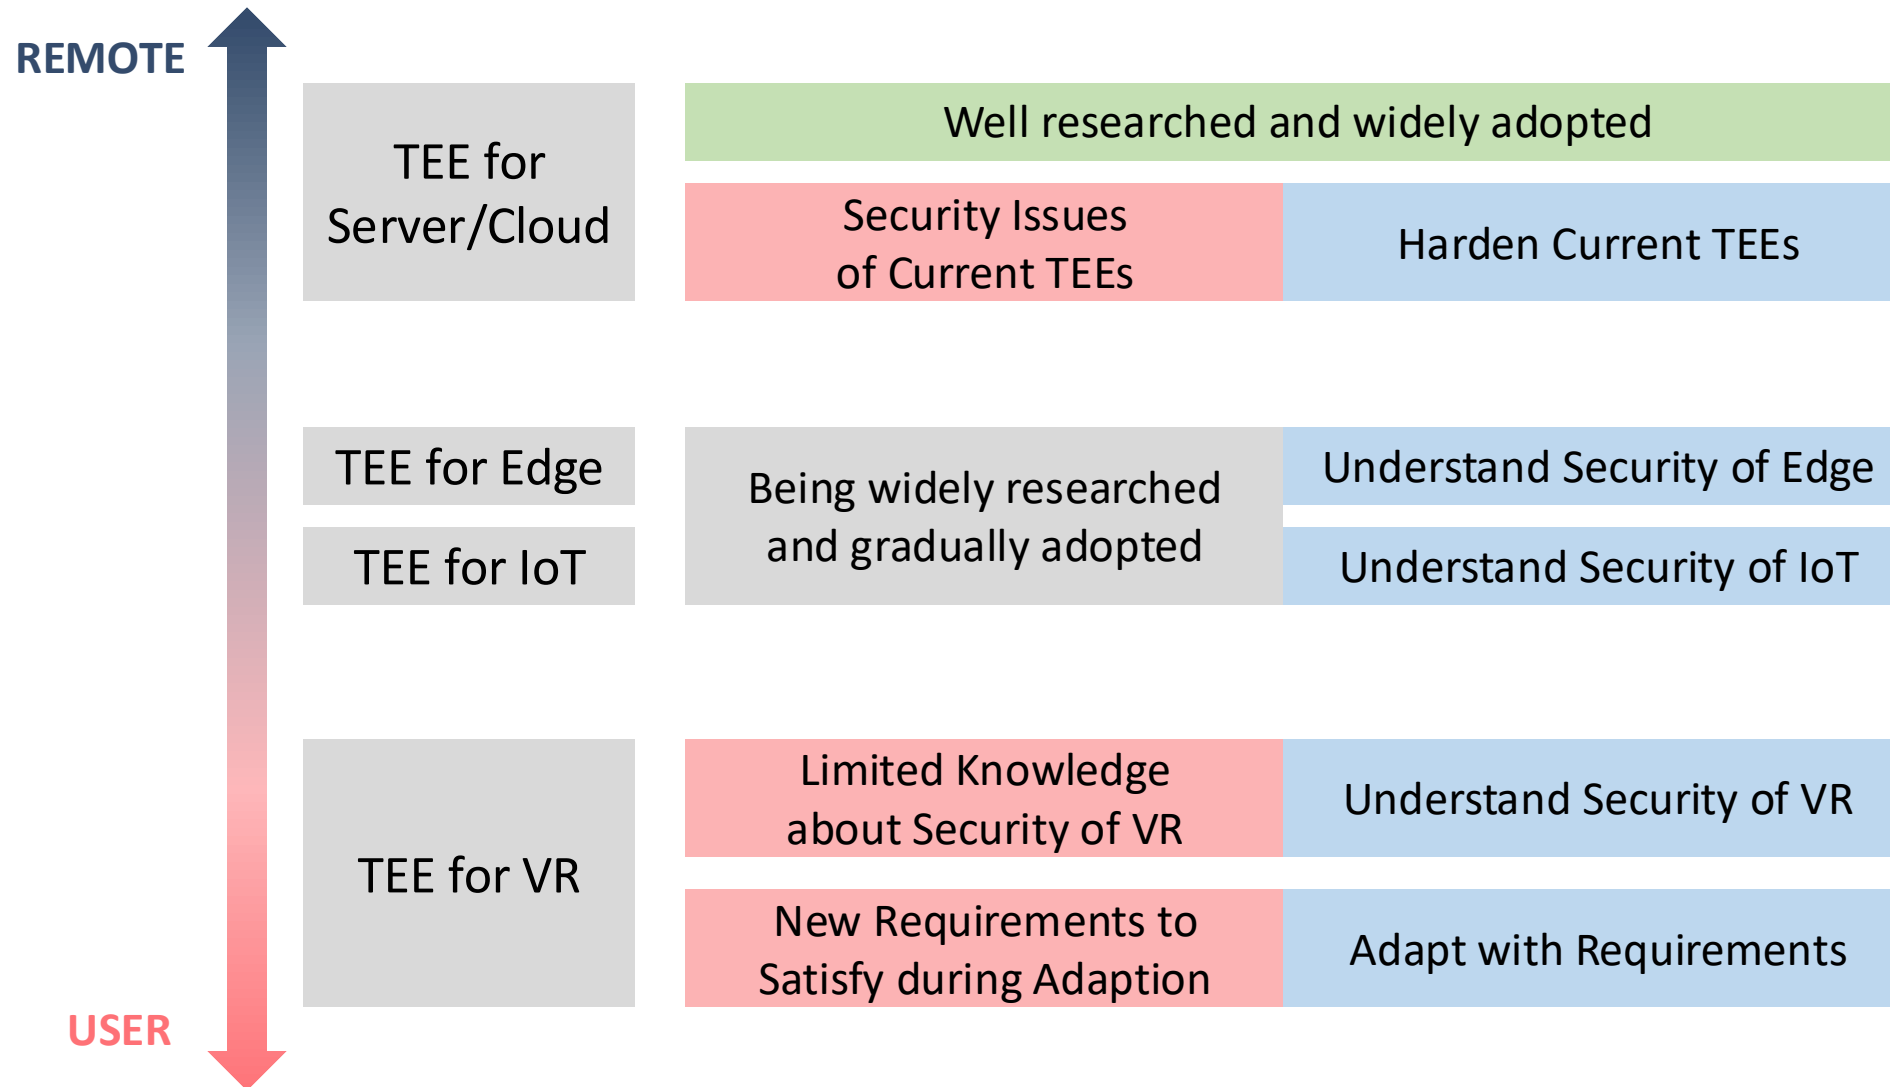 REMOTE
TEE for
Server/Cloud
Well researched and widely adopted
Security Issues
of Current TEEs
Harden Current TEEs
TEE for Edge
TEE for IoT
Being widely researched
and gradually adopted
Understand Security of Edge
Understand Security of IoT
TEE for VR
Limited Knowledge
about Security of VR
Understand Security of VR
New Requirements to
Satisfy during Adaption
Adapt with Requirements
USER